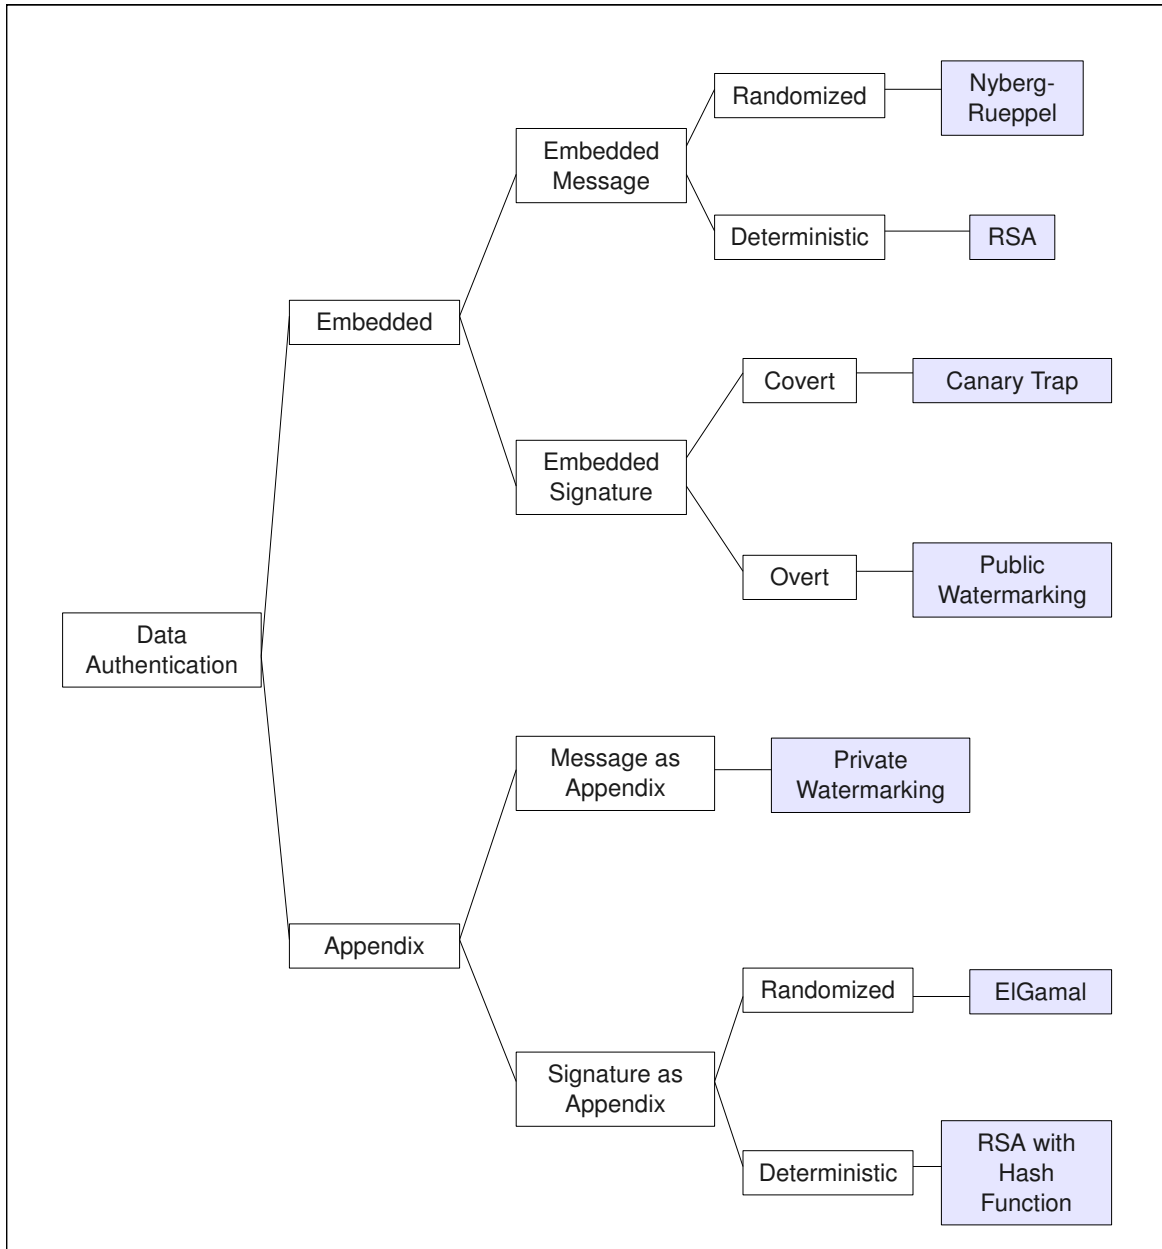 Randomized
Nyberg-
Rueppel
Embedded
Message
Deterministic
RSA
Embedded
Covert
Canary Trap
Embedded
Signature
Overt
Public
Watermarking
Data
Authentication
Message as
Appendix
Private
Watermarking
Appendix
Randomized
ElGamal
Signature as
Appendix
Deterministic
RSA with
Hash
Function